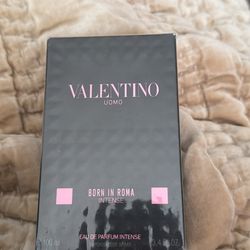 VALENTINO
UOMO
BORN IN ROMA
INTENSE
EAU DE PARFUM INTENSE
100 ml
3.4 FL.OZ.